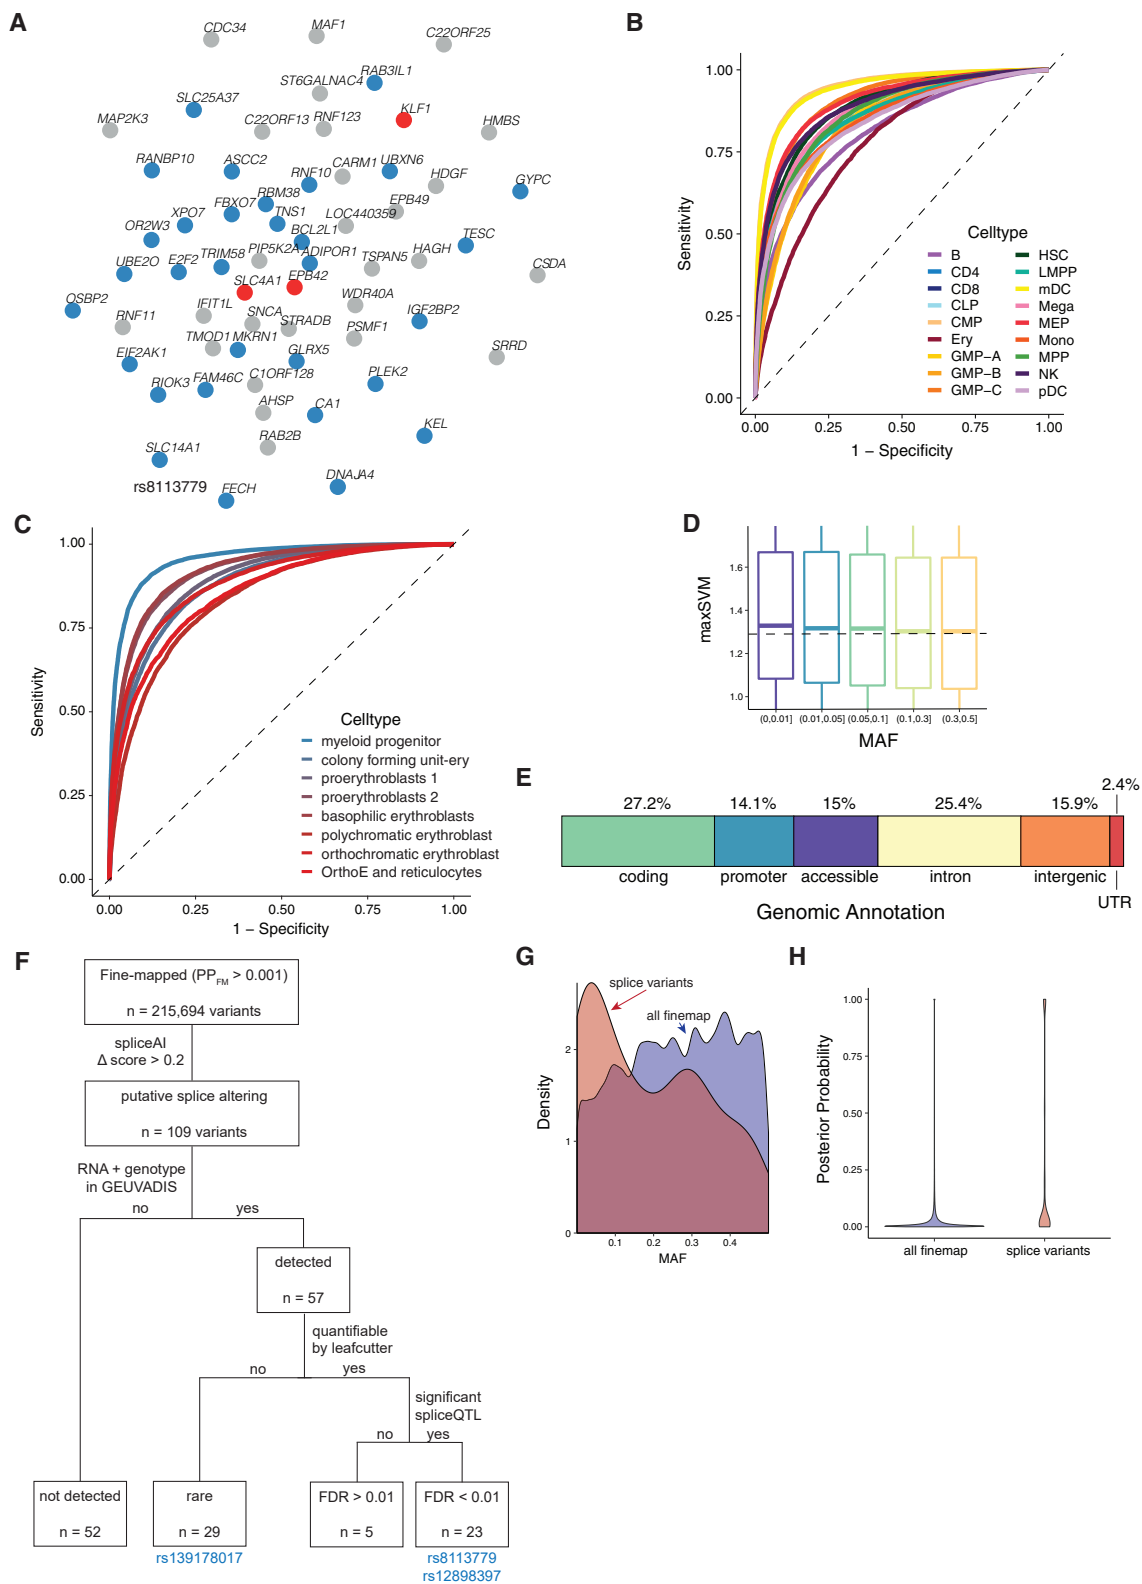 A
CDC34
MAF1
C22ORF25
RAB3IL1
ST6GALNAC4
SLC25A37
KLF1
MAP2K3
C22ORF13
RNF123
HMBS
RANBP10
ASCC2
CARM1
UBXN6
RNF10
HDGF
GYPC
RBM38
FBXO7
EPB49
XPO7
TNS1
LOC440359
OR2W3
BCL2L1
TESC
PIP5K2A
ADIPOR1
HAGH
TRIM58
TSPAN5
UBE2O
E2F2
CSDA
SLC4A1
EPB42
OSBP2
IFIT1L
WDR40A
RNF11
SNCA
IGF2BP2
STRADB
PSMF1
TMOD1
MKRN1
SRRD
EIF2AK1
GLRX5
RIOK3
FAM46C
C1ORF128
PLEK2
AHSP
CA1
KEL
RAB2B
SLC14A1
DNAJA4
rs8113779
FECH
B
1.00
0.75
0.50
0.25
0.00
Sensitivity
Celltype
B
CD4
CD8
CLP
CMP
Ery
GMP−A
GMP−B
GMP−C
HSC
LMPP
mDC
Mega
MEP
Mono
MPP
NK
pDC
0.00
0.25
0.50
0.75
1.00
1 − Specificity
C
1.00
0.75
0.50
0.25
0.00
Sensitivity
Celltype
myeloid progenitor
colony forming unit-ery
proerythroblasts 1
proerythroblasts 2
basophilic erythroblasts
polychromatic erythroblast
orthochromatic erythroblast
OrthoE and reticulocytes
0.00
0.25
0.50
0.75
1.00
1 − Specificity
D
1.6
1.4
1.2
1.0
maxSVM
(0,0.01]
(0.01,0.05]
(0.05,0.1]
(0.1,0.3]
(0.3,0.5]
MAF
E
2.4%
27.2%
14.1%
15%
25.4%
15.9%
coding
promoter
accessible
intron
intergenic
UTR
Genomic Annotation
F
Fine-mapped (PPFM > 0.001)
n = 215,694 variants
spliceAI
Δ score > 0.2
putative splice altering
n = 109 variants
RNA + genotype
in GEUVADIS
no
yes
detected
n = 57
quantifiable
by leafcutter
no
yes
significant
spliceQTL
no
yes
not detected
n = 52
rare
n = 29
FDR > 0.01
n = 5
FDR < 0.01
n = 23
rs139178017
rs8113779
rs12898397
G
splice variants
all finemap
2
1
0
Density
0.1
0.2
0.3
0.4
MAF
H
1.00
0.75
0.50
0.25
0.00
Posterior Probability
all finemap
splice variants